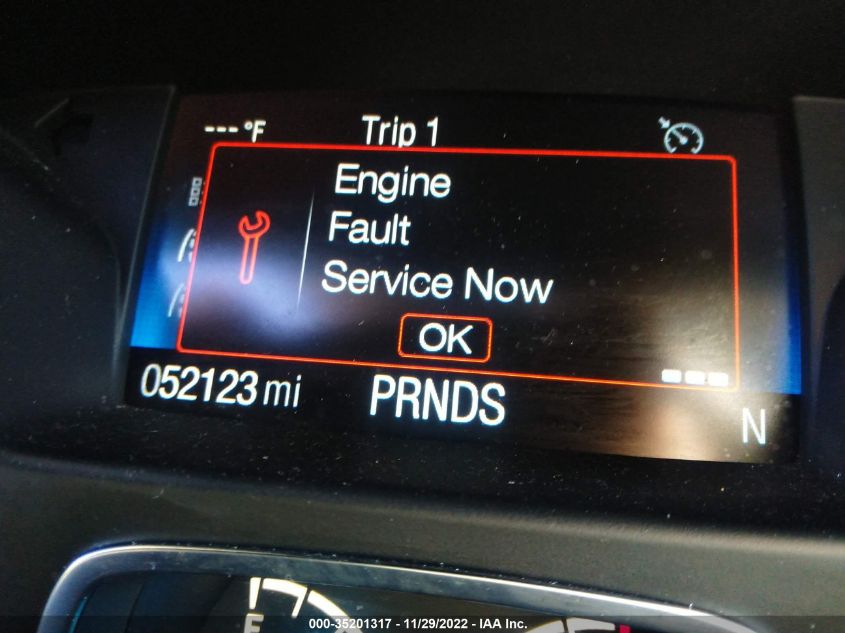 --- °F
Trip 1
Engine
Fault
Service Now
OK
052123 mi
PRNDS
N
F
000-35201317 - 11/29/2022 - IAA Inc.